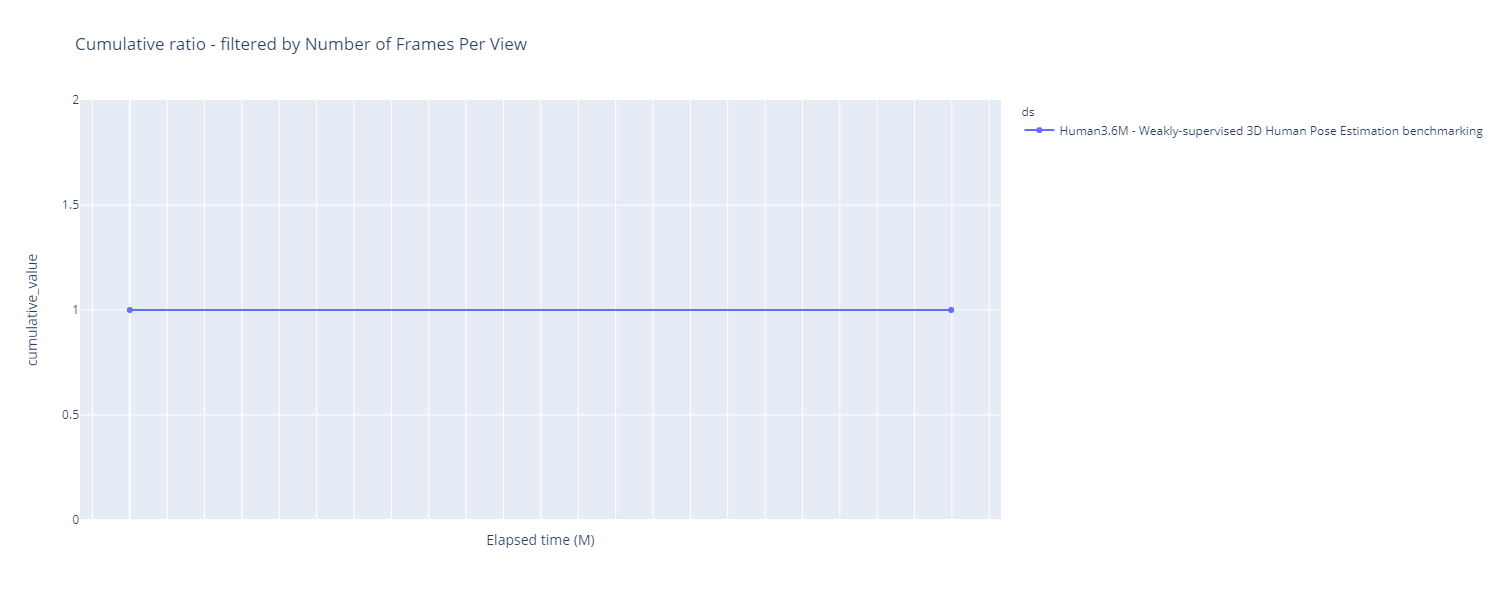 Cumulative ratio - filtered by Number of Frames Per View
2
1.5
1
0.5
0
cumulative_value
Elapsed time (M)
ds
Human3.6M - Weakly-supervised 3D Human Pose Estimation benchmarking